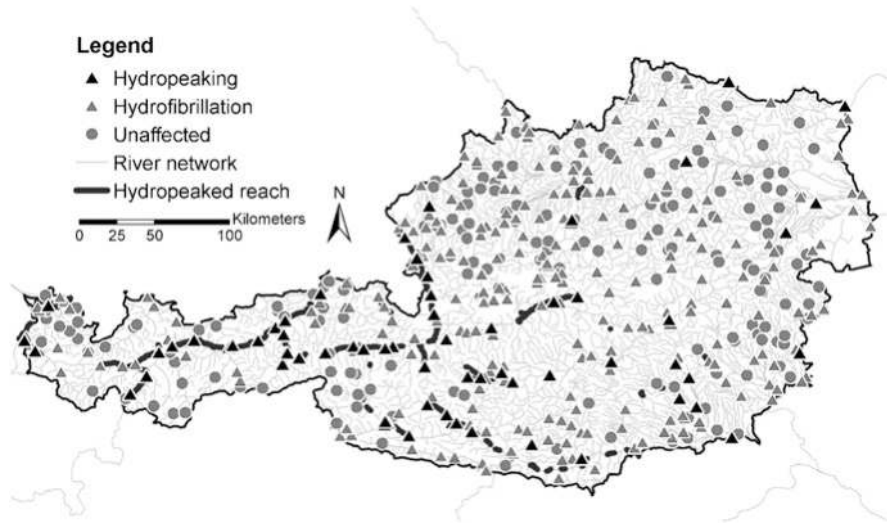 Legend
Hydropeaking
Hydrofibrillation
Unaffected
River network
Hydropeaked reach
Kilometers
0 25 50 100
N